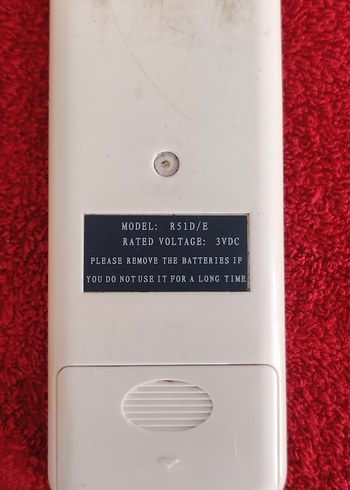 MODEL: R51D/E
RATED VOLTAGE: 3VDC
PLEASE REMOVE THE BATTERIES IF
YOU DO NOT USE IT FOR A LONG TIME